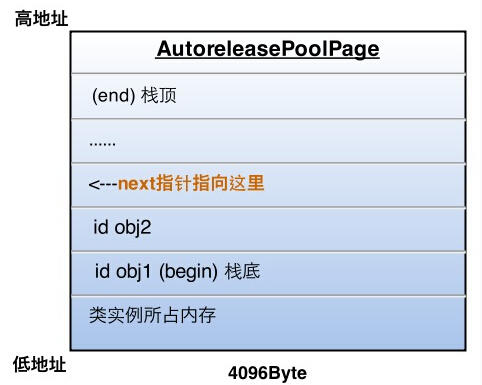 高地址
AutoreleasePoolPage
(end) 栈顶
......
<---next指针指向这里
id obj2
id obj1 (begin) 栈底
类实例所占内存
低地址
4096Byte